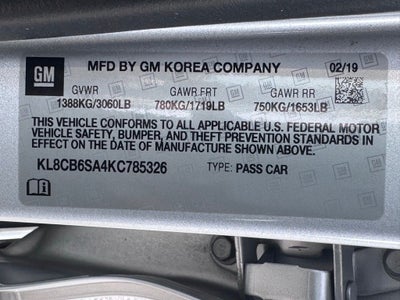 GM MFD BY GM KOREA COMPANY 02/19
GVWR GAWR FRT GAWR RR
1388KG/3060LB 780KG/1719LB 750KG/1653LB
THIS VEHICLE CONFORMS TO ALL APPLICABLE U.S. FEDERAL MOTOR
VEHICLE SAFETY, BUMPER, AND THEFT PREVENTION STANDARDS IN
EFFECT ON THE DATE OF MANUFACTURE SHOWN ABOVE.
KL8CB6SA4KC785326 TYPE: PASS CAR